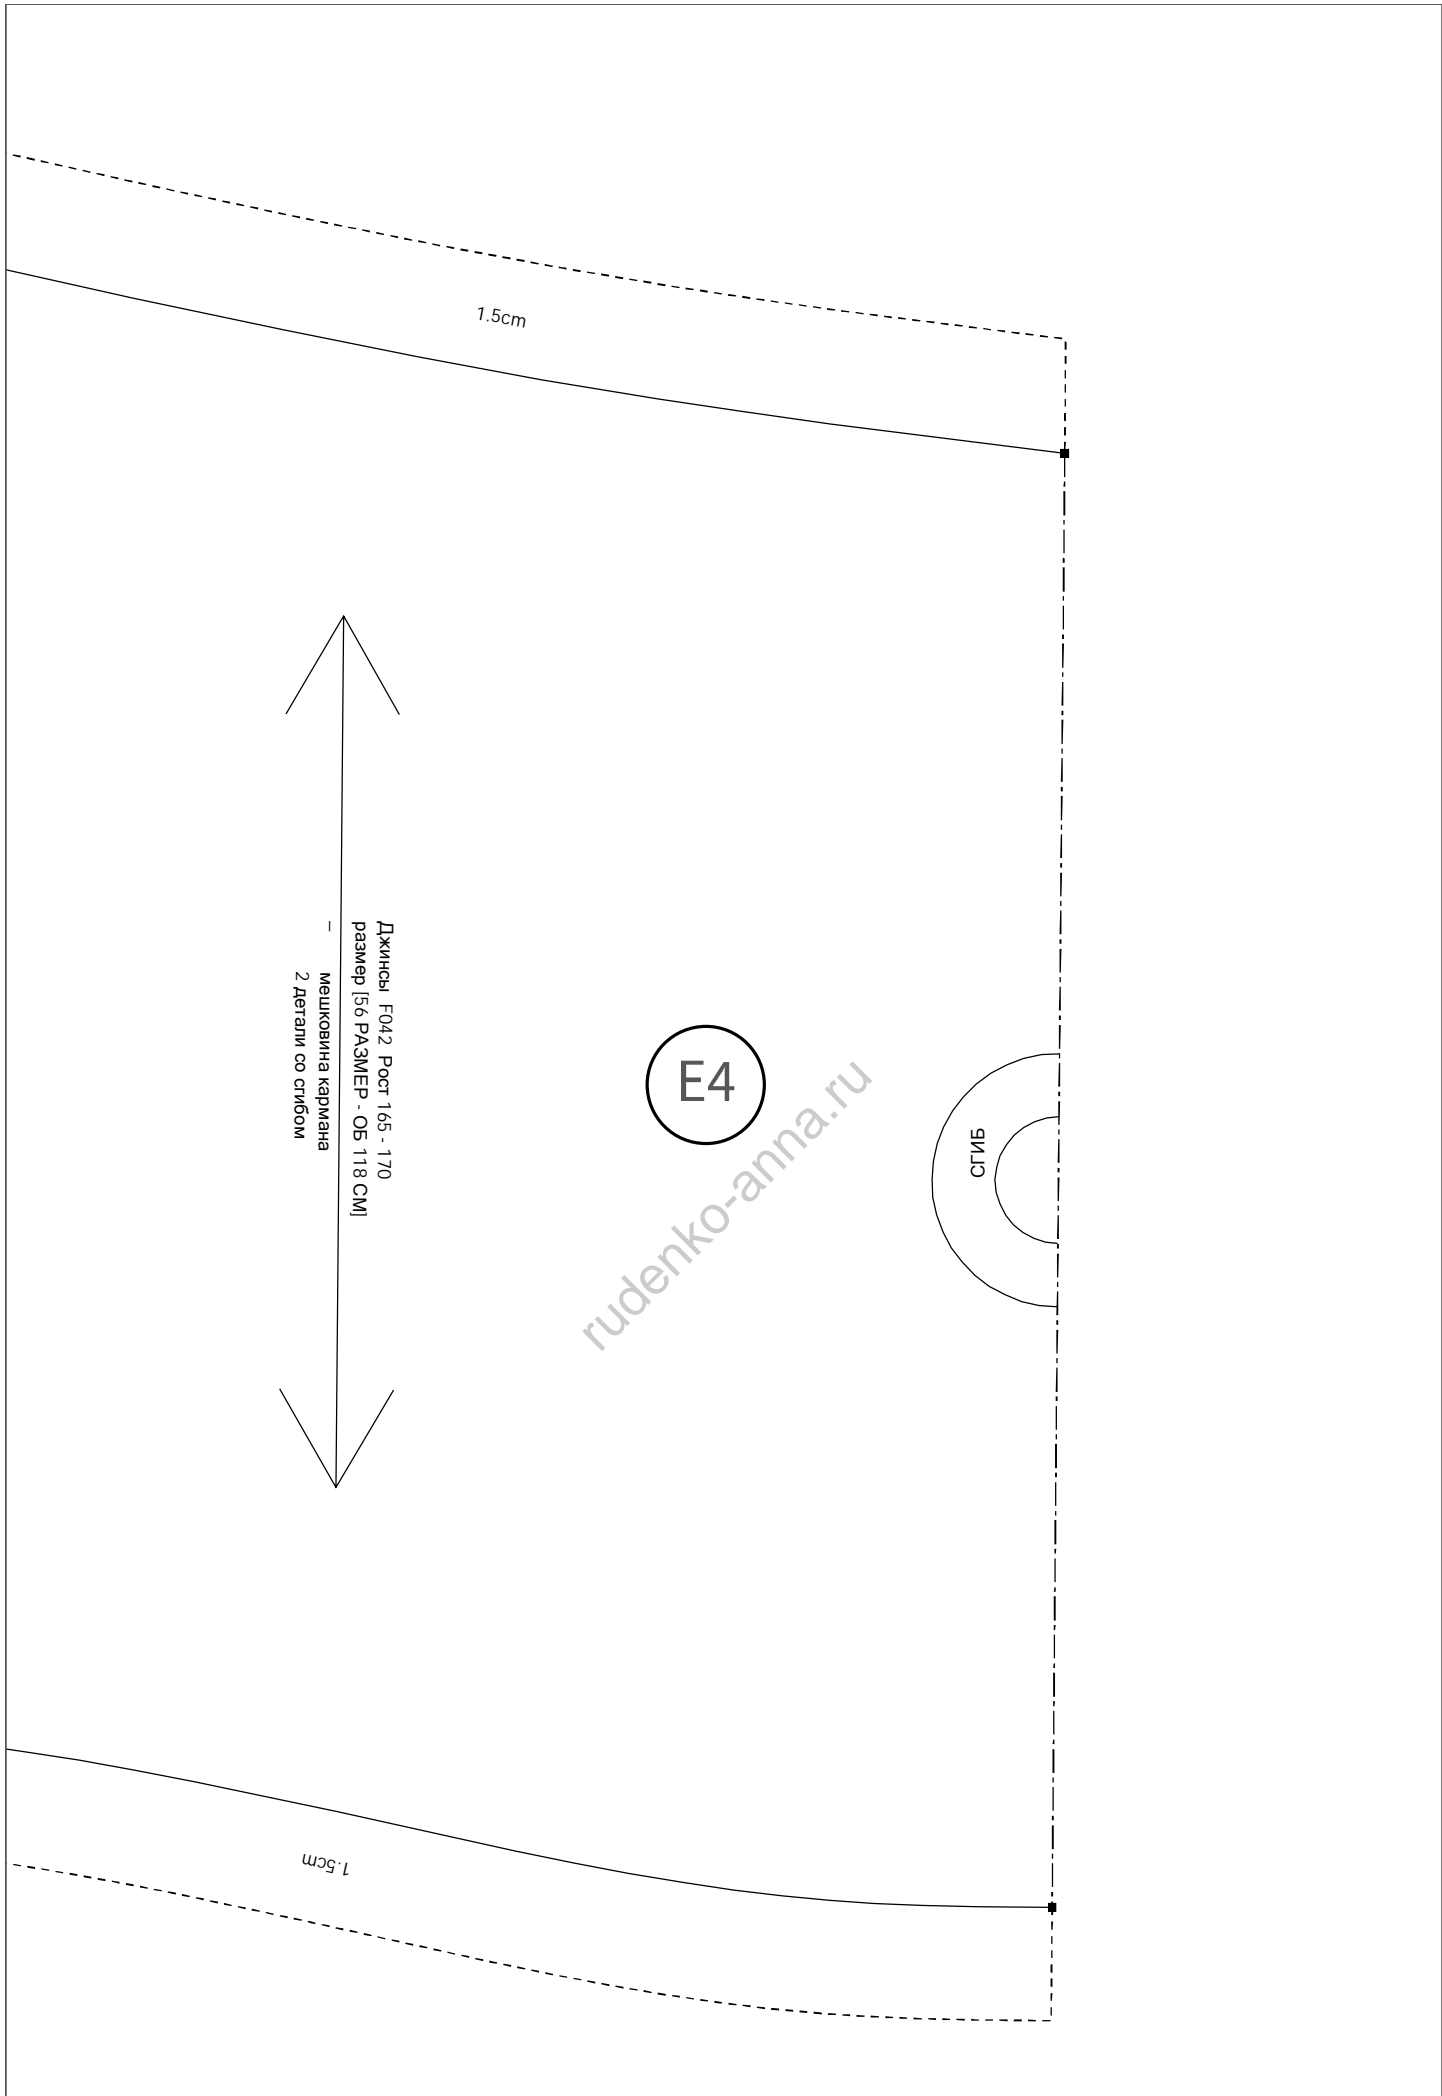 1.5cm
Джинсы F042 Рост 165 - 170
размер [56 РАЗМЕР - ОБ 118 СМ]
– мешковина кармана
2 детали со сгибом
E4
СГИБ
rudenko-anna.ru
1.5cm